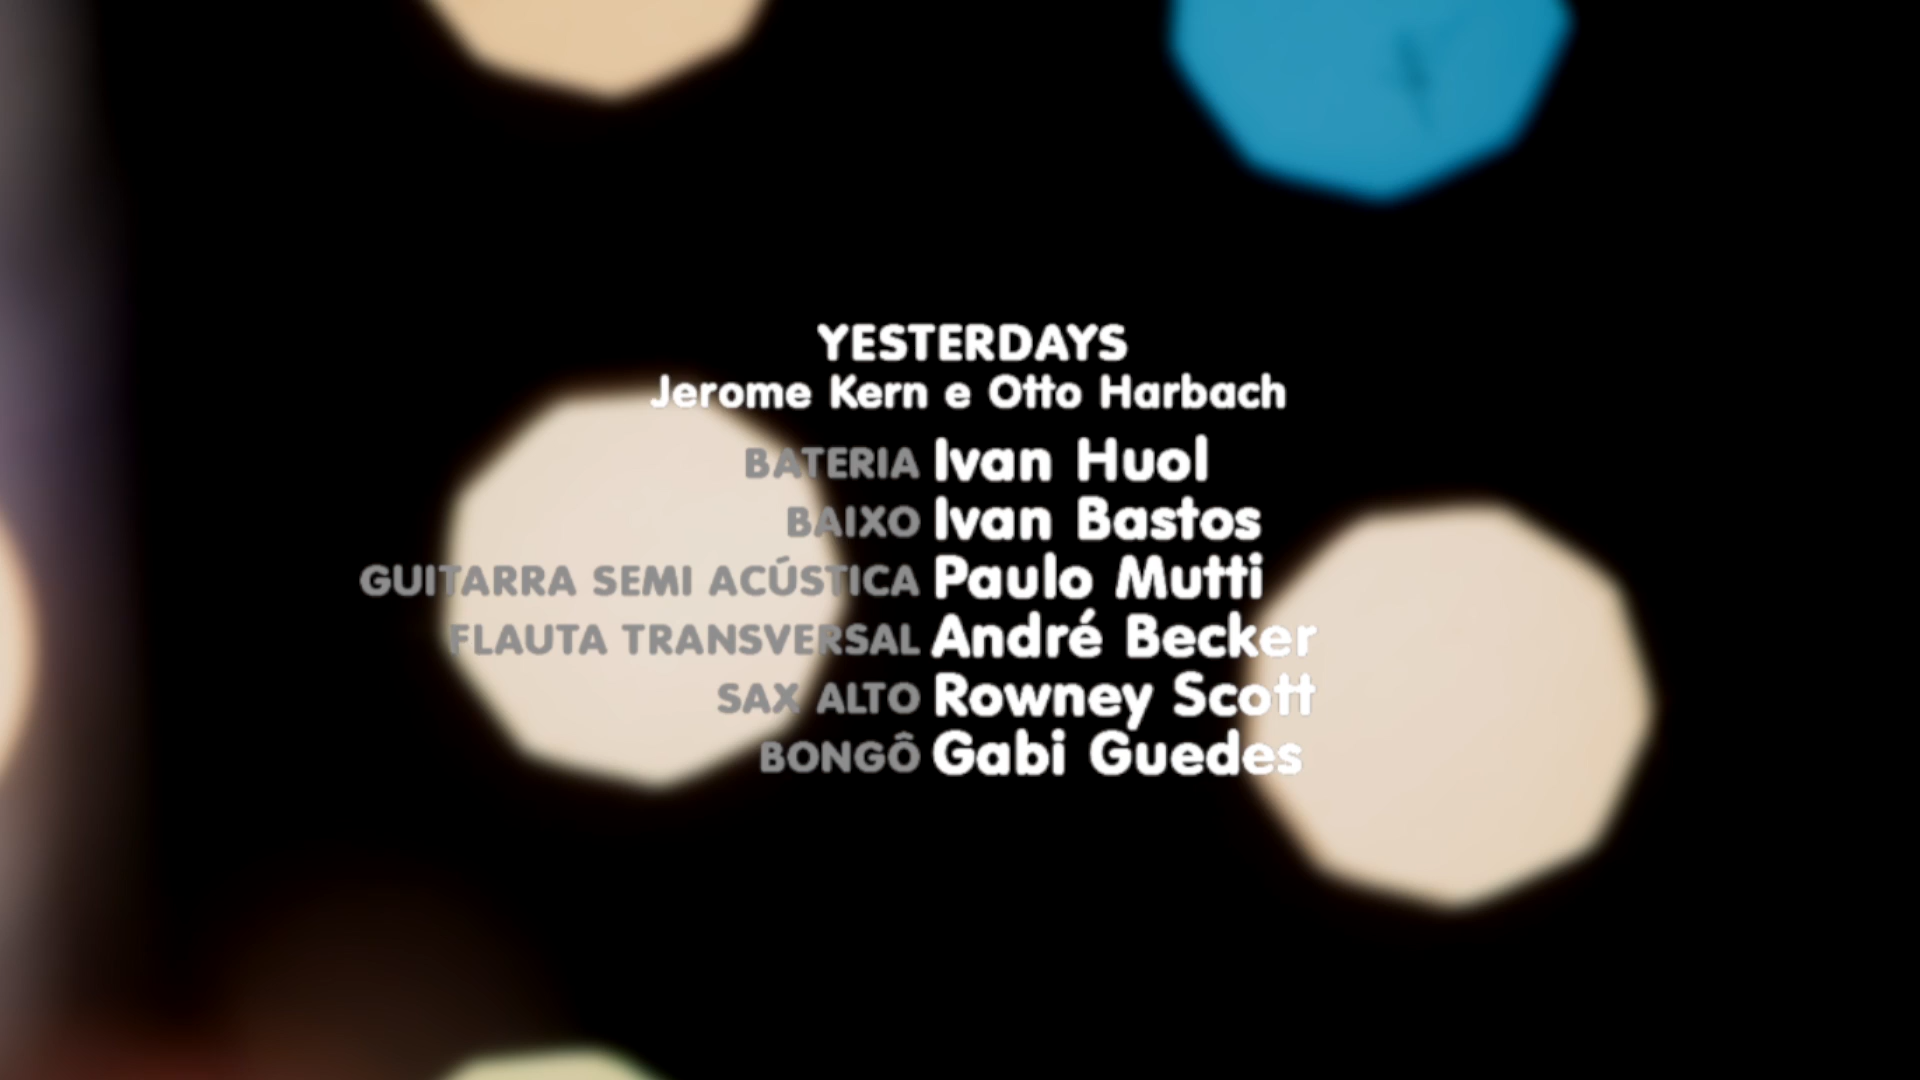 YESTERDAYS
Jerome Kern e Otto Harbach
BATERIA Ivan Huol
BAIXO Ivan Bastos
GUITARRA SEMI ACÚSTICA Paulo Mutti
FLAUTA TRANSVERSAL André Becker
SAX ALTO Rowney Scott
BONGÔ Gabi Guedes